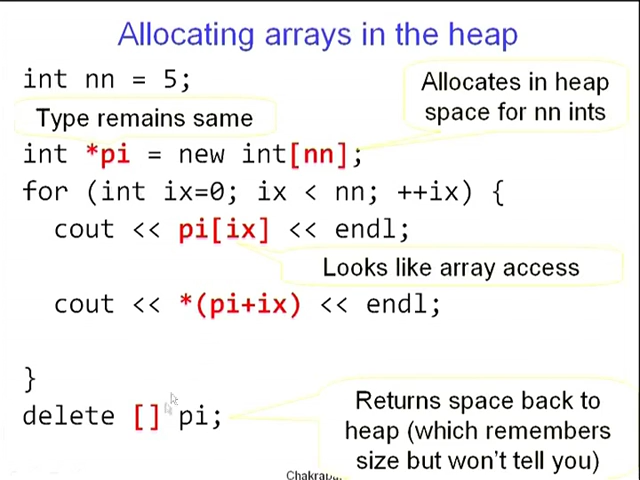 Allocating arrays in the heap
int nn = 5;
Allocates in heap
space for nn ints
Type remains same
int *pi = new int[nn];
for (int ix=0; ix < nn; ++ix) {
cout << pi[ix] << endl;
Looks like array access
cout << *(pi+ix) << endl;
}
delete [] pi;
Returns space back to
heap (which remembers
size but won't tell you)